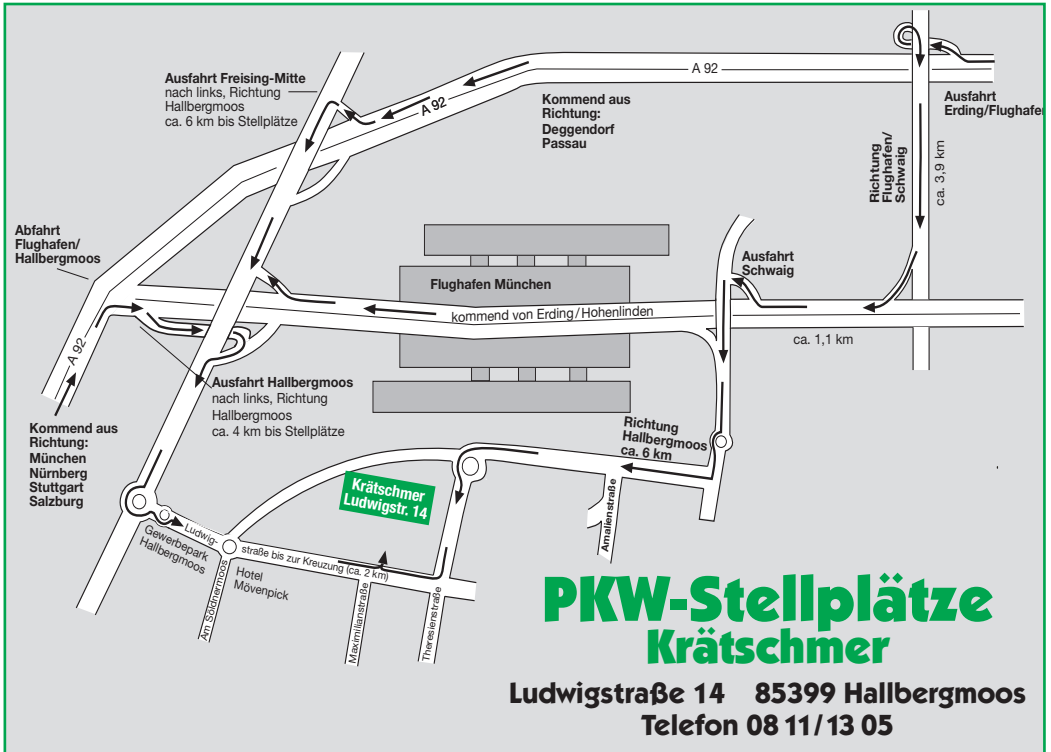 Ausfahrt Freising-Mitte
nach links, Richtung
Hallbergmoos
ca. 6 km bis Stellplätze
A 92
A 92
Kommend aus
Richtung:
Deggendorf
Passau
Ausfahrt
Erding/Flughafen
Richtung
Flughafen/
Schwaig
ca. 3,9 km
Abfahrt
Flughafen/
Hallbergmoos
Flughafen München
Ausfahrt
Schwaig
kommend von Erding/Hohenlinden
ca. 1,1 km
A 92
Ausfahrt Hallbergmoos
nach links, Richtung
Hallbergmoos
ca. 4 km bis Stellplätze
Kommend aus
Richtung:
München
Nürnberg
Stuttgart
Salzburg
Richtung
Hallbergmoos
ca. 6 km
Krätschmer
Ludwigstr. 14
Amalienstraße
Ludwig-
straße bis zur Kreuzung (ca. 2 km)
Gewerbepark
Hallbergmoos
Hotel
Mövenpick
Am Söldnermoos
Maximilianstraße
Theresienstraße
PKW-Stellplätze
Krätschmer
Ludwigstraße 14 85399 Hallbergmoos
Telefon 08 11/13 05